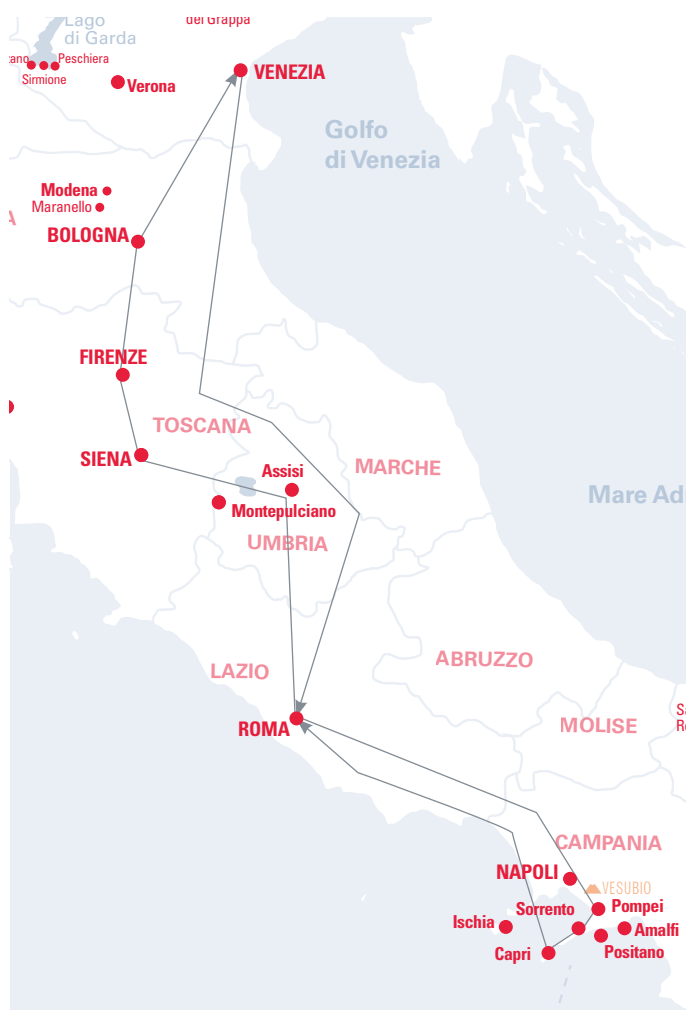 Lago
del Grappa
di Garda
Peschiera
Sirmione
Verona
VENEZIA
Golfo
di Venezia
Modena
Maranello
BOLOGNA
FIRENZE
TOSCANA
SIENA
Assisi
MARCHE
Mare Ad
Montepulciano
UMBRIA
ABRUZZO
LAZIO
ROMA
MOLISE
CAMPANIA
NAPOLI
VESUBIO
Sorrento
Pompei
Ischia
Amalfi
Capri
Positano